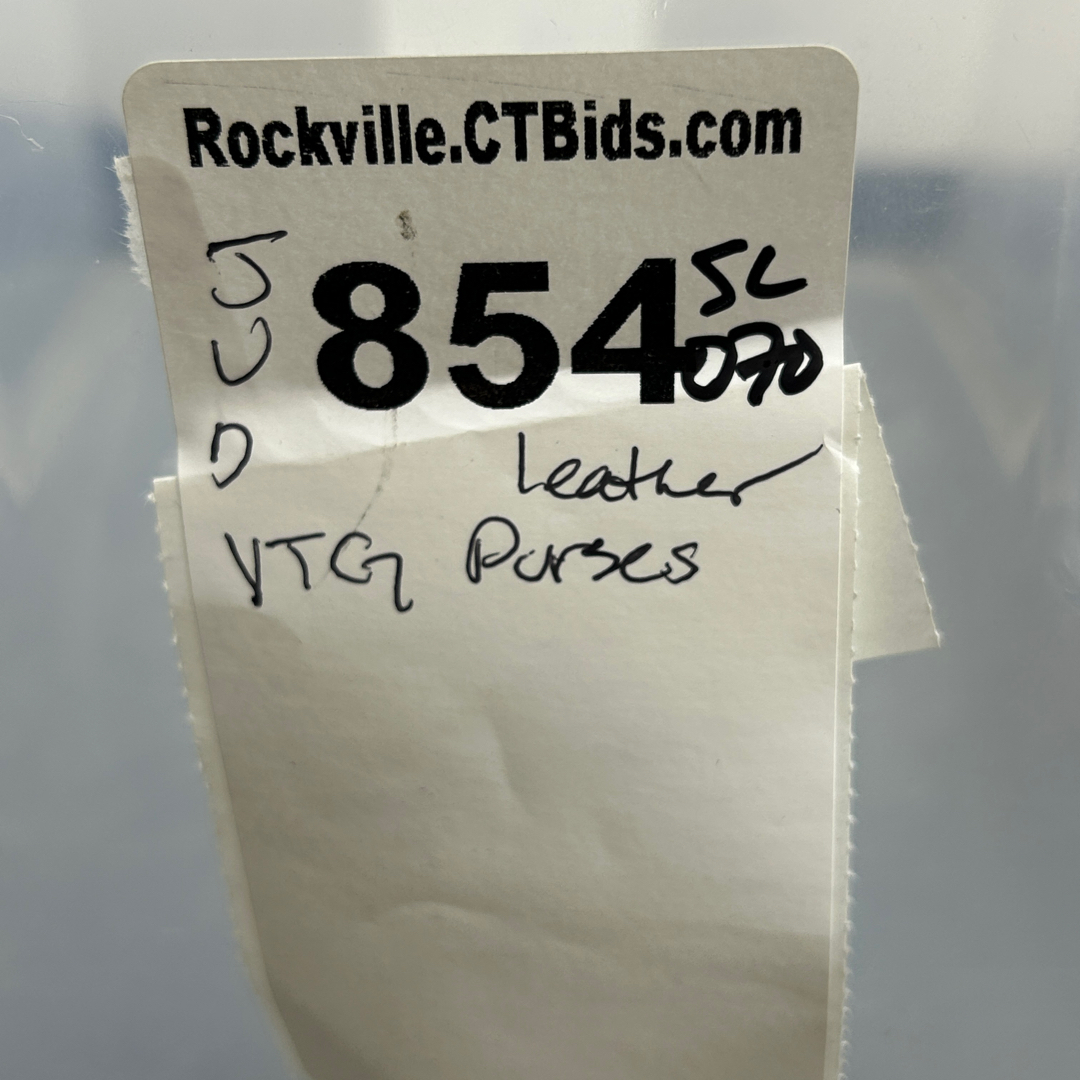 Rockville.CTBids.com
J
U
D
854
SL
070
Leather
VTG Purses